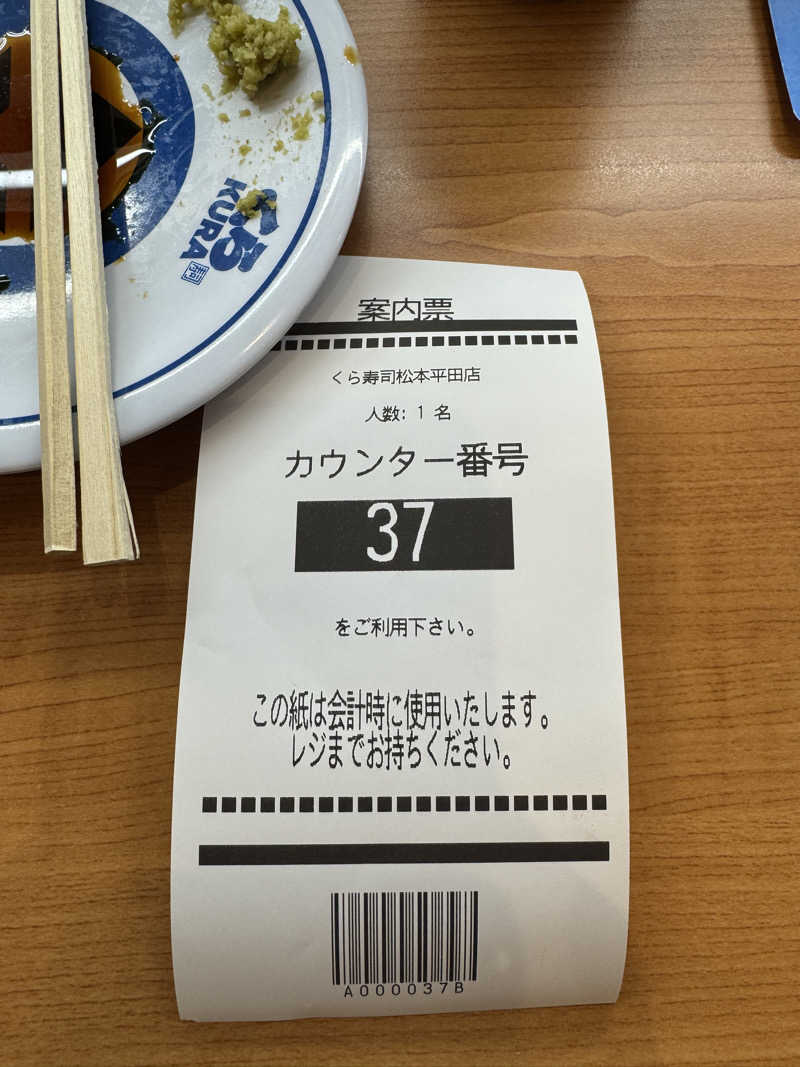 くら
KURA
案内票
くら寿司松本平田店
人数: 1 名
カウンター番号
37
をご利用下さい。
この紙は会計時に使用いたします。
レジまでお持ちください。
A000037B